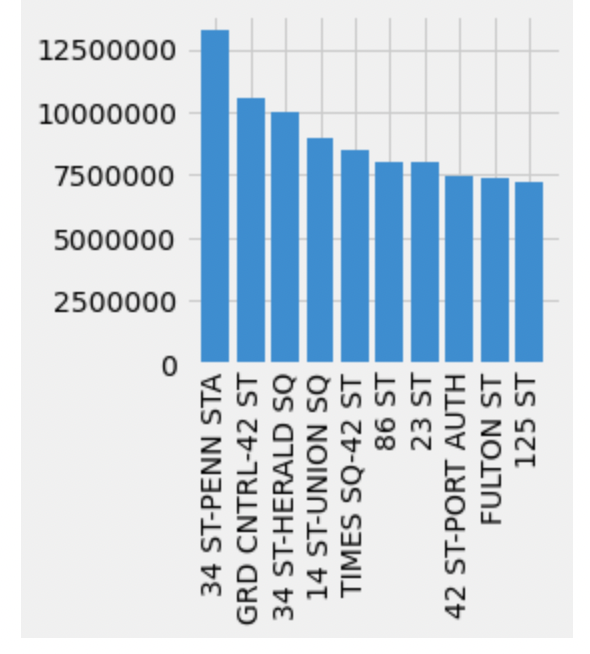 12500000
10000000
7500000
5000000
2500000
0
34 ST-PENN STA
GRD CNTRL-42 ST
34 ST-HERALD SQ
14 ST-UNION SQ
TIMES SQ-42 ST
86 ST
23 ST
42 ST-PORT AUTH
FULTON ST
125 ST